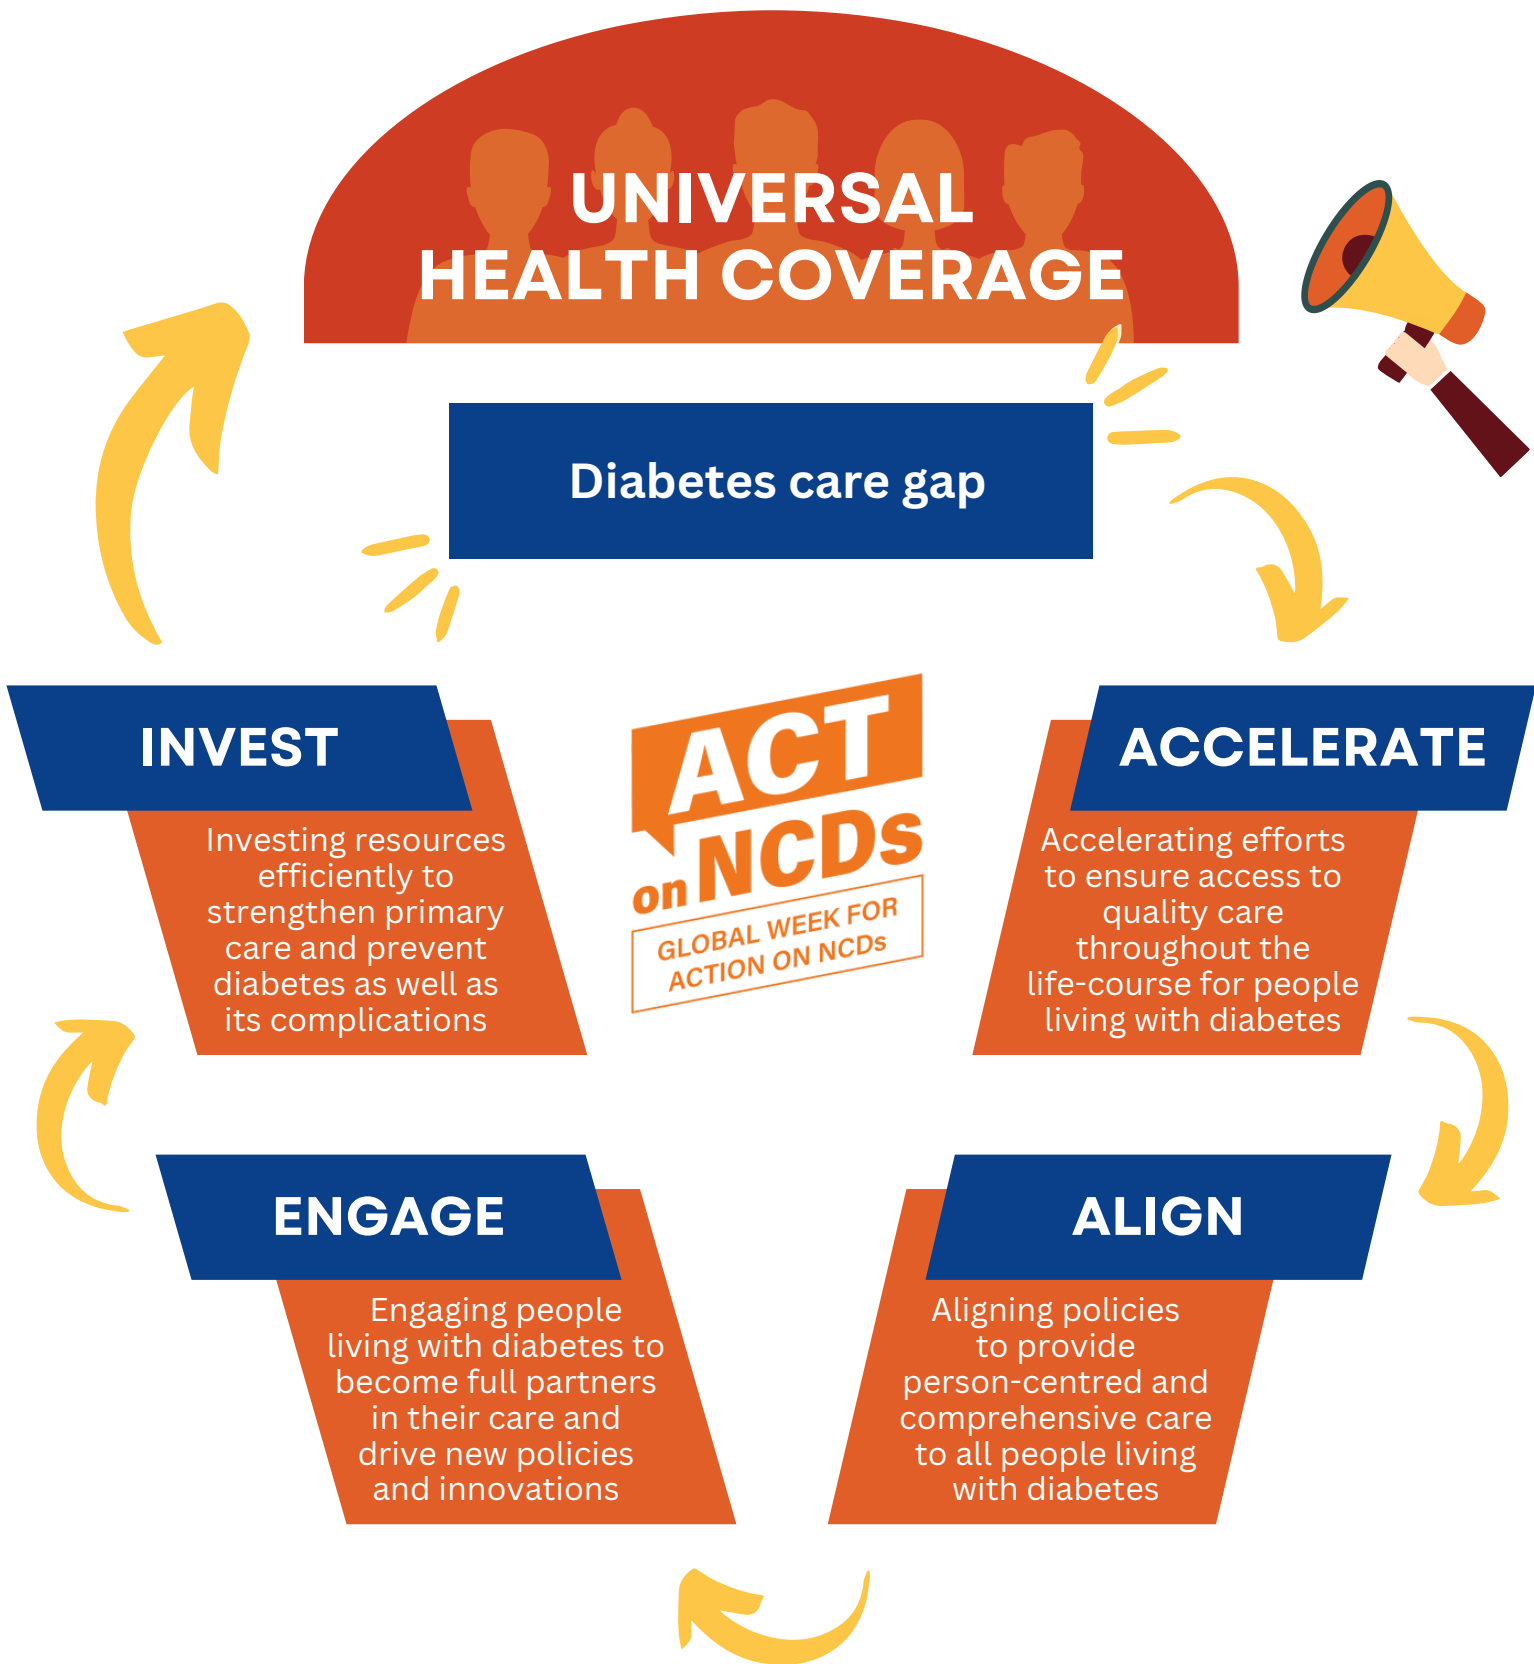 UNIVERSAL
HEALTH COVERAGE
Diabetes care gap
INVEST
Investing resources
efficiently to
strengthen primary
care and prevent
diabetes as well as
its complications
ACT
on NCDs
GLOBAL WEEK FOR
ACTION ON NCDs
ACCELERATE
Accelerating efforts
to ensure access to
quality care
throughout the
life-course for people
living with diabetes
ENGAGE
Engaging people
living with diabetes to
become full partners
in their care and
drive new policies
and innovations
ALIGN
Aligning policies
to provide
person-centred and
comprehensive care
to all people living
with diabetes